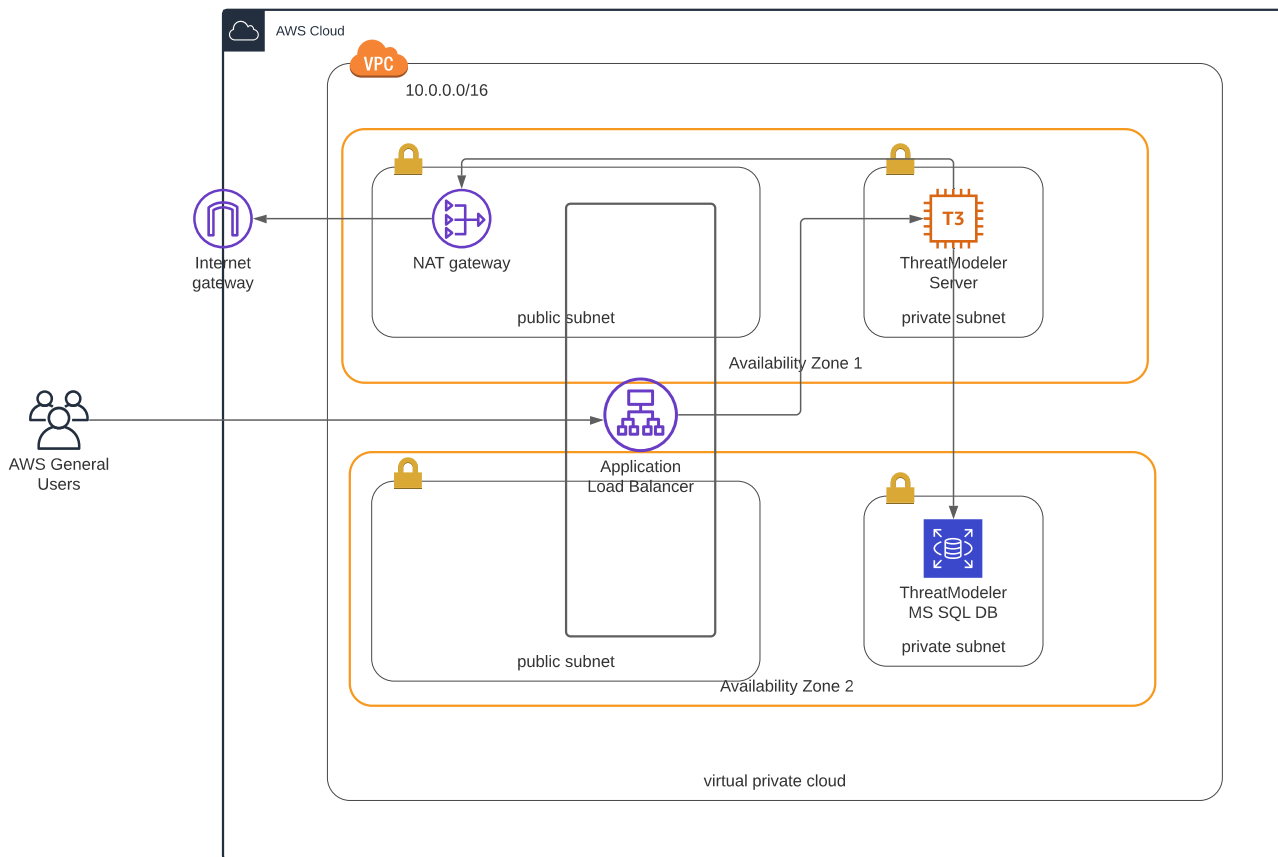 AWS Cloud
VPC
10.0.0.0/16
T3
Internet
gateway
NAT gateway
ThreatModeler
Server
public subnet
private subnet
Availability Zone 1
AWS General
Users
Application
Load Balancer
ThreatModeler
MS SQL DB
private subnet
public subnet
Availability Zone 2
virtual private cloud